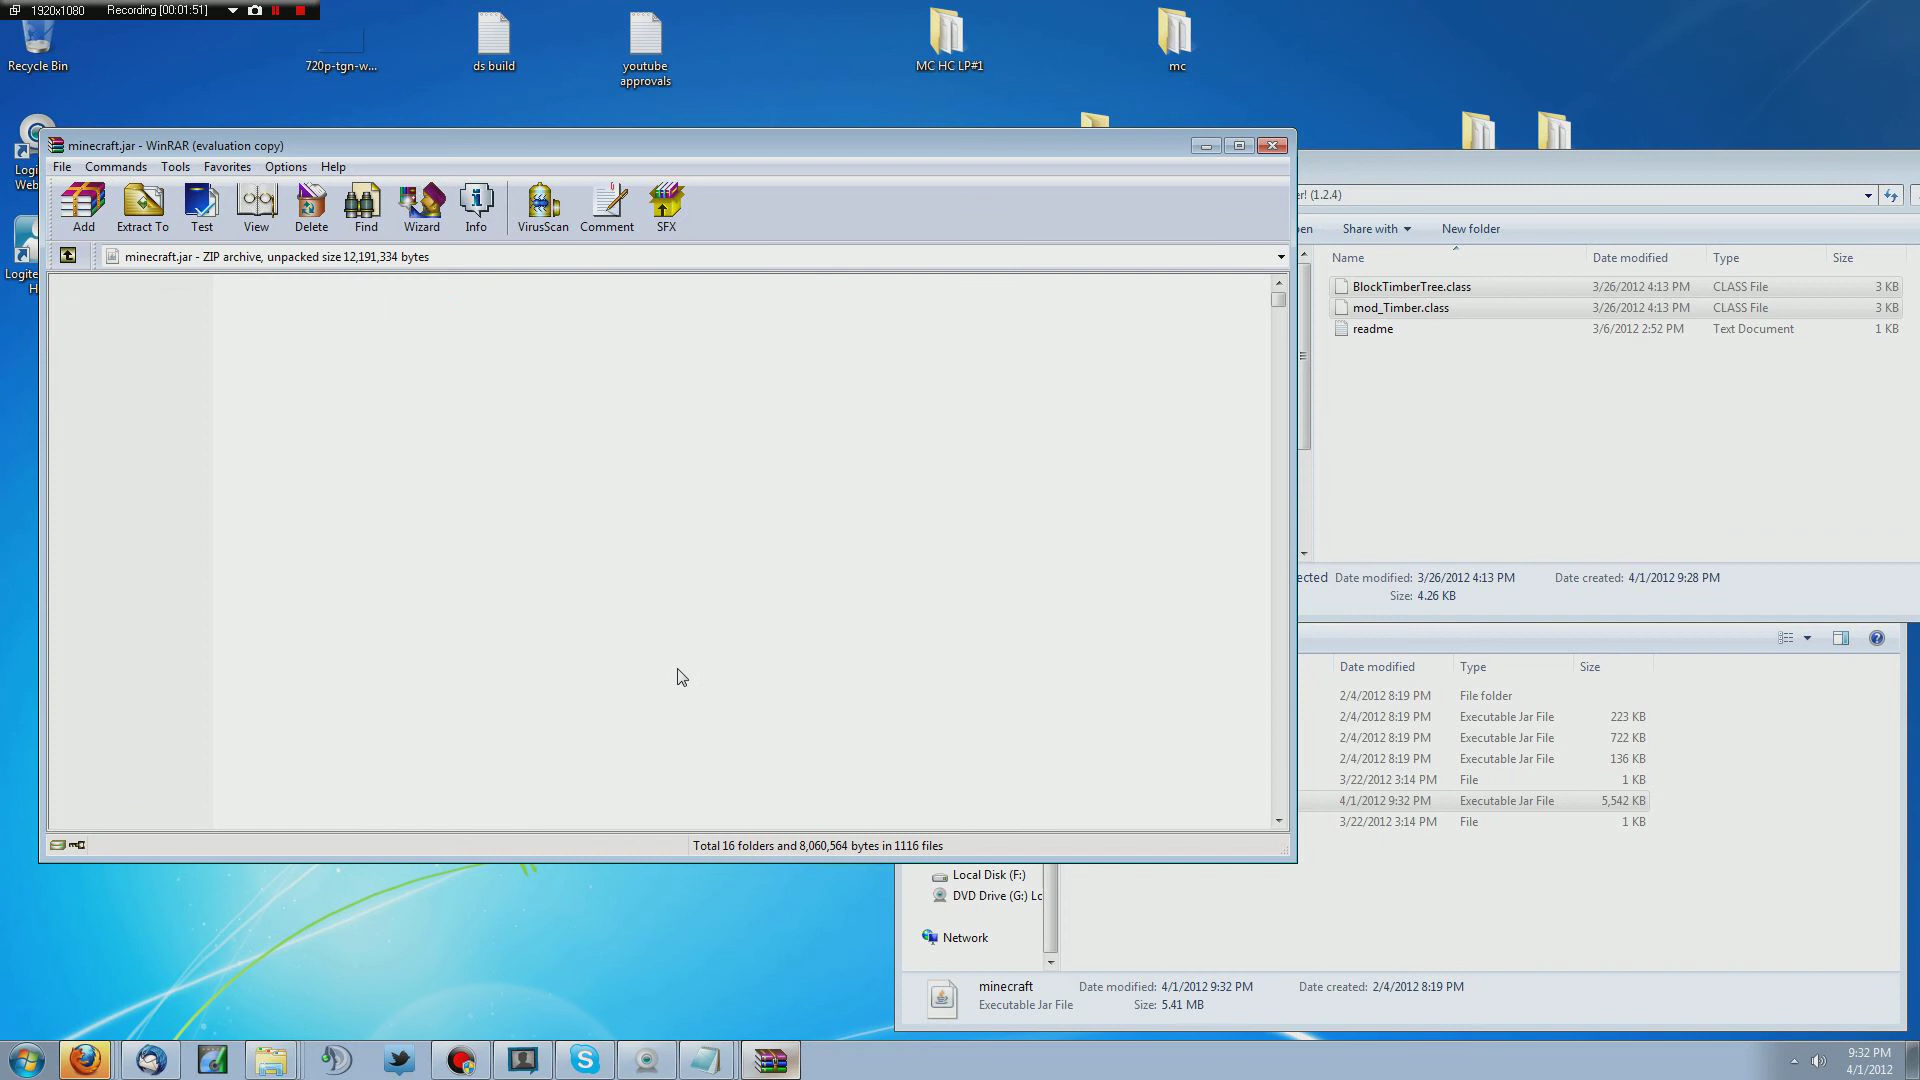 1920x1080 Recording [00:01:51]
Recycle Bin
720p-tgn-w...
ds build
youtube
approvals
MC HC LP#1
mc
Logi
Web
Logite
H
minecraft.jar - WinRAR (evaluation copy)
File Commands Tools Favorites Options Help
Add Extract To Test View Delete Find Wizard Info VirusScan Comment SFX
minecraft.jar - ZIP archive, unpacked size 12,191,334 bytes
Total 16 folders and 8,060,564 bytes in 1116 files
er! (1.2.4)
en Share with New folder
Name Date modified Type Size
BlockTimberTree.class 3/26/2012 4:13 PM CLASS File 3 KB
mod_Timber.class 3/26/2012 4:13 PM CLASS File 3 KB
readme 3/6/2012 2:52 PM Text Document 1 KB
ected Date modified: 3/26/2012 4:13 PM Date created: 4/1/2012 9:28 PM
Size: 4.26 KB
Date modified Type Size
2/4/2012 8:19 PM File folder
2/4/2012 8:19 PM Executable Jar File 223 KB
2/4/2012 8:19 PM Executable Jar File 722 KB
2/4/2012 8:19 PM Executable Jar File 136 KB
3/22/2012 3:14 PM File 1 KB
4/1/2012 9:32 PM Executable Jar File 5,542 KB
3/22/2012 3:14 PM File 1 KB
Local Disk (F:)
DVD Drive (G:) Lc
Network
minecraft Date modified: 4/1/2012 9:32 PM Date created: 2/4/2012 8:19 PM
Executable Jar File Size: 5.41 MB
9:32 PM
4/1/2012